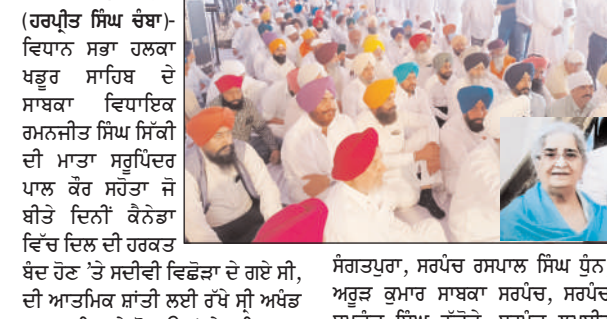 (ਹਰਪ੍ਰੀਤ ਸਿੰਘ ਚੰਬਾ)-
ਵਿਧਾਨ ਸਭਾ ਹਲਕਾ
ਖਡੂਰ ਸਾਹਿਬ ਦੇ
ਸਾਬਕਾ ਵਿਧਾਇਕ
ਰਮਨਜੀਤ ਸਿੰਘ ਸਿੱਕੀ
ਦੀ ਮਾਤਾ ਸਰੂਪਿੰਦਰ
ਪਾਲ ਕੌਰ ਸਹੋਤਾ ਜੋ
ਬੀਤੇ ਦਿਨੀਂ ਕੈਨੇਡਾ
ਵਿੱਚ ਦਿਲ ਦੀ ਹਰਕਤ
ਬੰਦ ਹੋਣ 'ਤੇ ਸਦੀਵੀ ਵਿਛੋੜਾ ਦੇ ਗਏ ਸੀ,
ਦੀ ਆਤਮਿਕ ਸ਼ਾਂਤੀ ਲਈ ਰੱਖੇ ਸ੍ਰੀ ਅਖੰਡ
ਸੰਗਤਪੁਰਾ, ਸਰਪੰਚ ਰਸਪਾਲ ਸਿੰਘ ਧੁੰਨ
ਅਰੂੜ ਕੁਮਾਰ ਸਾਬਕਾ ਸਰਪੰਚ, ਸਰਪੰਚ